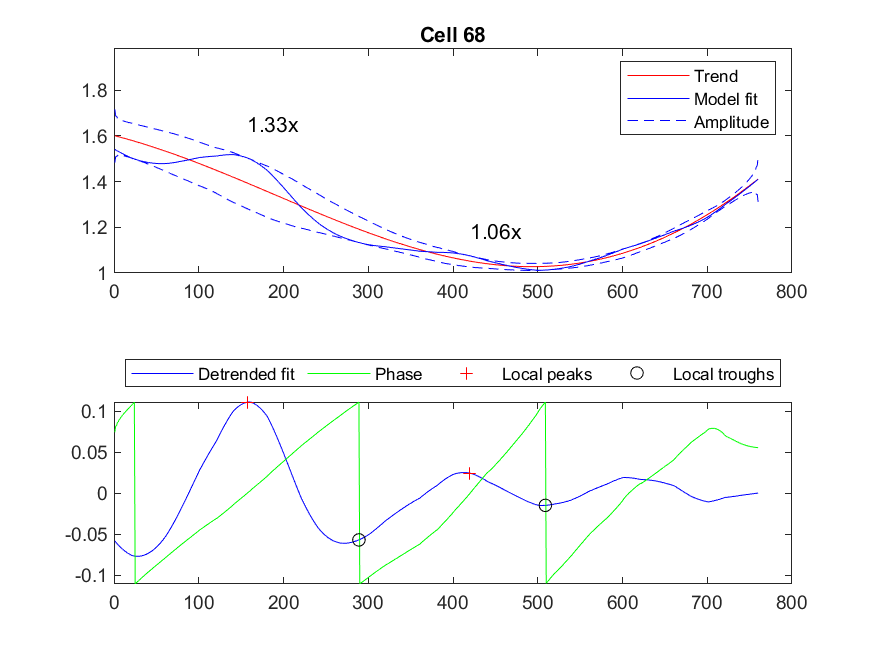 Cell 68
1.8
1.6
1.4
1.2
1
1.33x
1.06x
Trend
Model fit
Amplitude
0 100 200 300 400 500 600 700 800
Detrended fit Phase Local peaks Local troughs
0.1
0.05
0
-0.05
-0.1
0 100 200 300 400 500 600 700 800